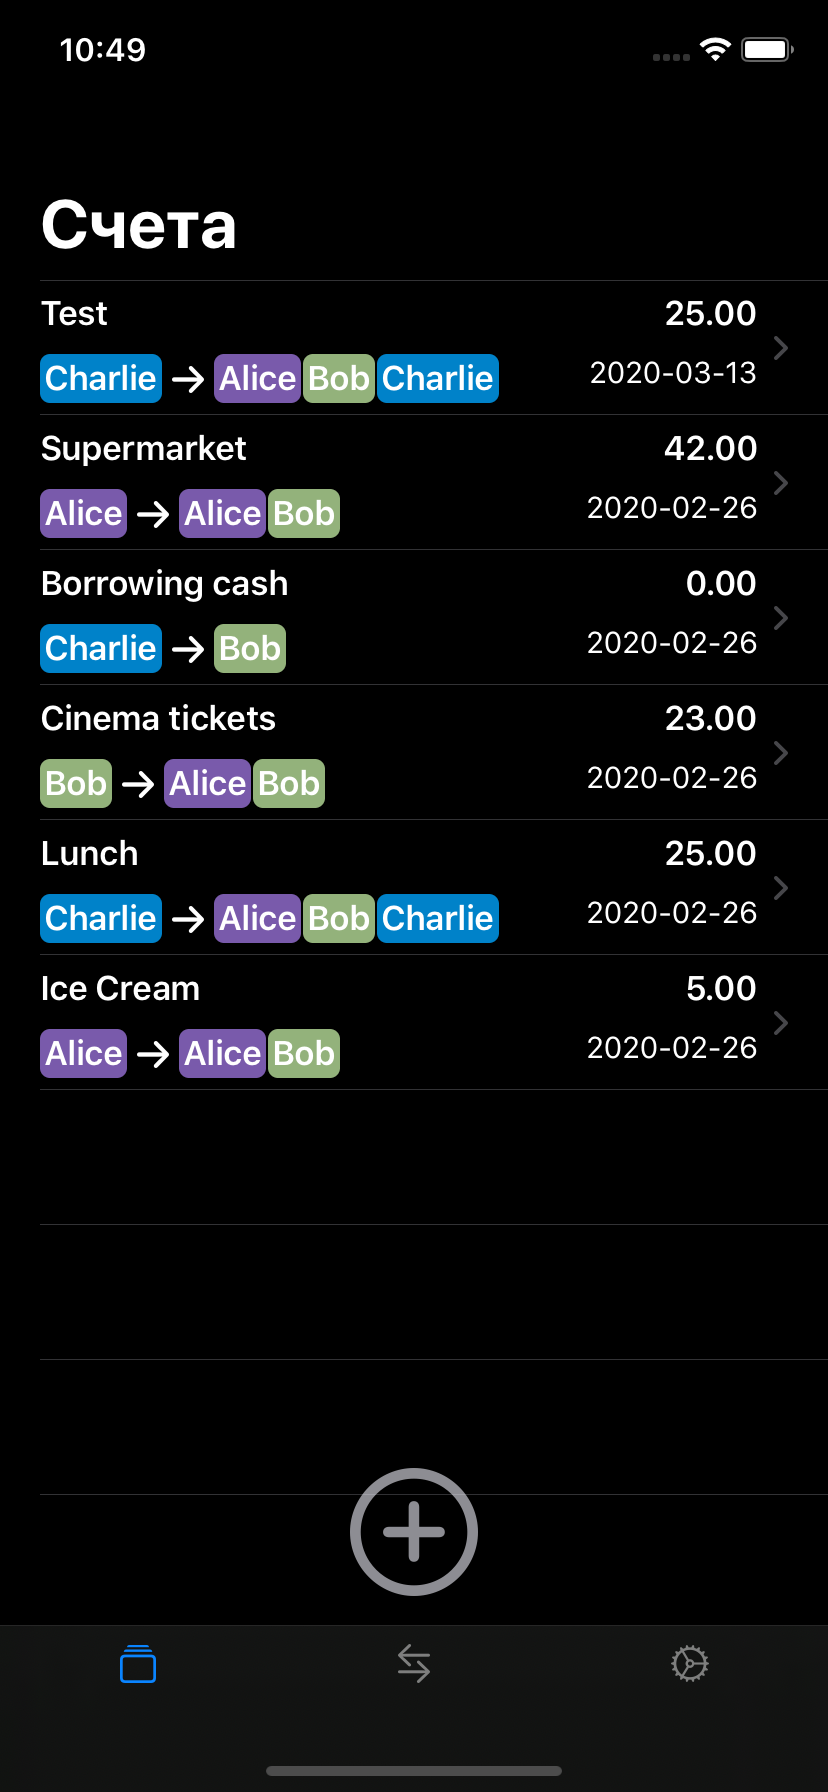 10:49
Счета
Test 25.00
Charlie → Alice Bob Charlie 2020-03-13
Supermarket 42.00
Alice → Alice Bob 2020-02-26
Borrowing cash 0.00
Charlie → Bob 2020-02-26
Cinema tickets 23.00
Bob → Alice Bob 2020-02-26
Lunch 25.00
Charlie → Alice Bob Charlie 2020-02-26
Ice Cream 5.00
Alice → Alice Bob 2020-02-26